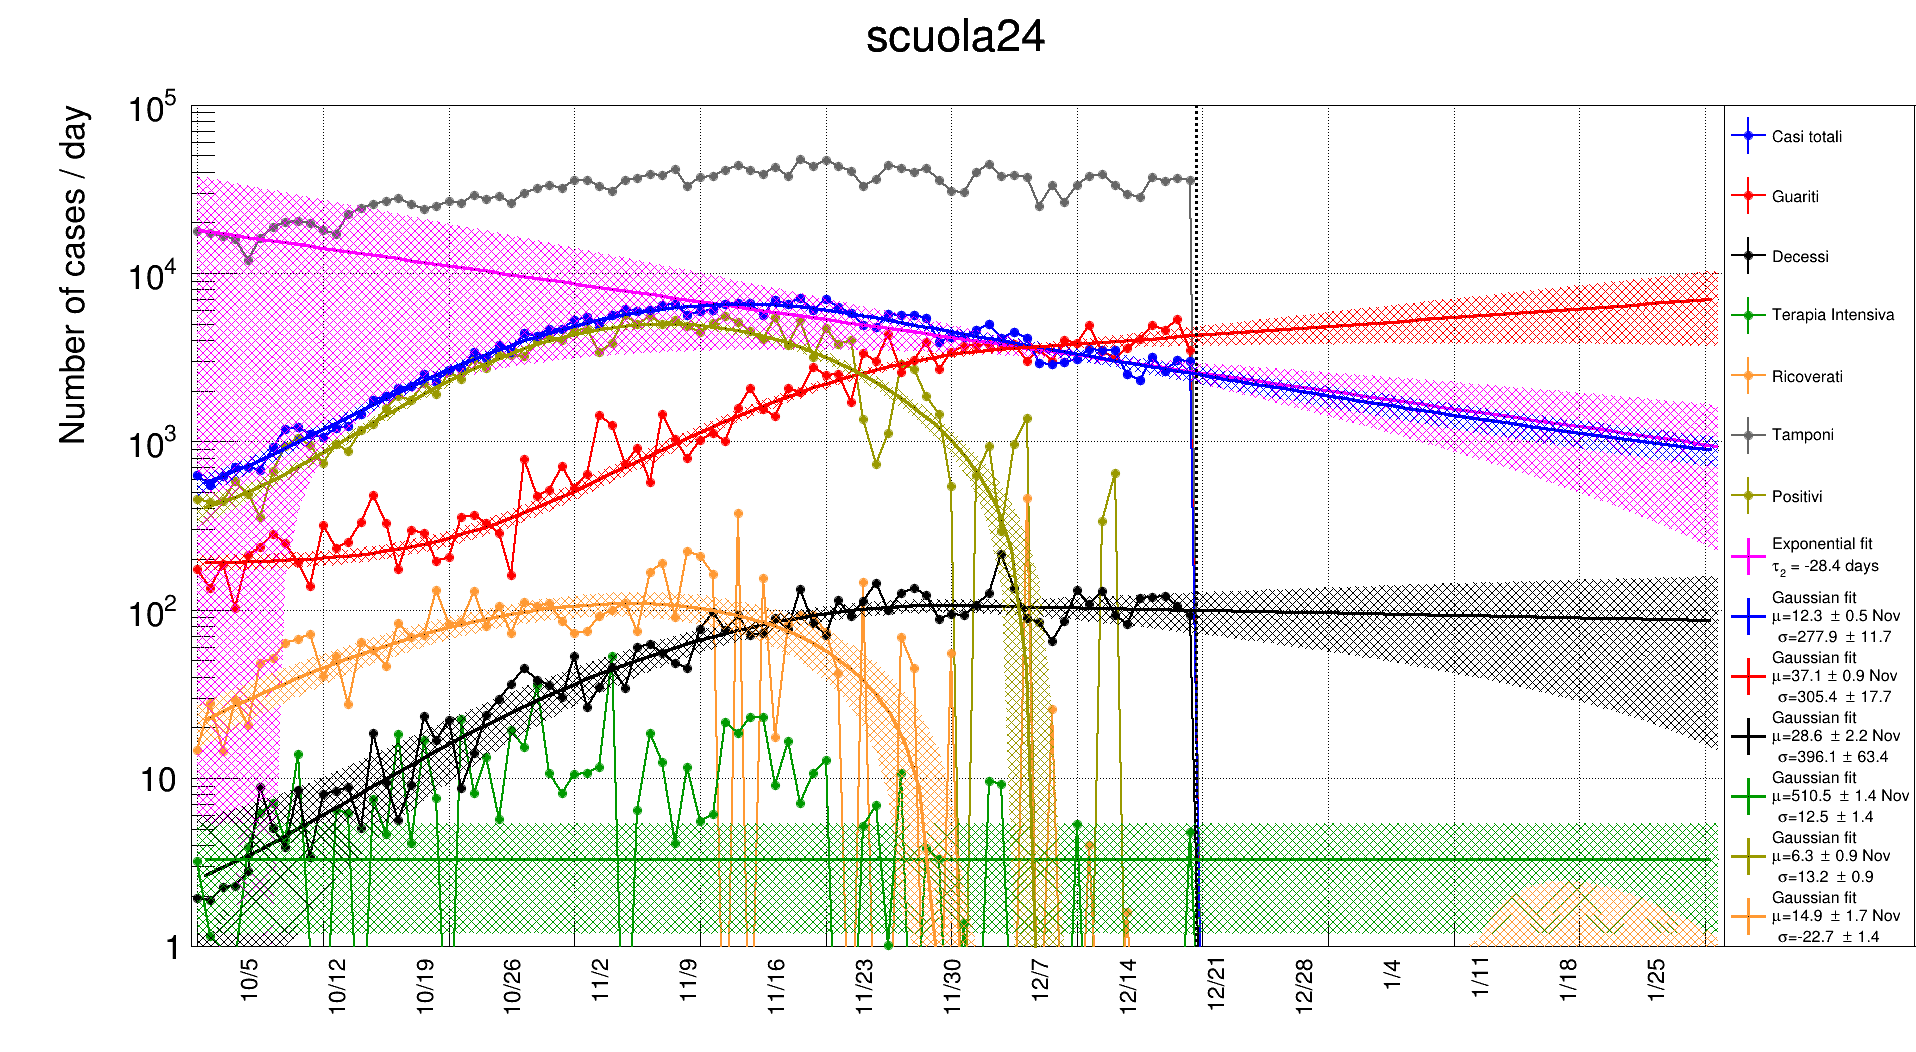 scuola24
Number of cases / day
10^5
10^4
10^3
10^2
10
1
10/5
10/12
10/19
10/26
11/2
11/9
11/16
11/23
11/30
12/7
12/14
12/21
12/28
1/4
1/11
1/18
1/25
Casi totali
Guariti
Decessi
Terapia Intensiva
Ricoverati
Tamponi
Positivi
Exponential fit
τ₂ = -28.4 days
Gaussian fit
μ=12.3 ± 0.5 Nov
σ=277.9 ± 11.7
Gaussian fit
μ=37.1 ± 0.9 Nov
σ=305.4 ± 17.7
Gaussian fit
μ=28.6 ± 2.2 Nov
σ=396.1 ± 63.4
Gaussian fit
μ=510.5 ± 1.4 Nov
σ=12.5 ± 1.4
Gaussian fit
μ=6.3 ± 0.9 Nov
σ=13.2 ± 0.9
Gaussian fit
μ=14.9 ± 1.7 Nov
σ=-22.7 ± 1.4